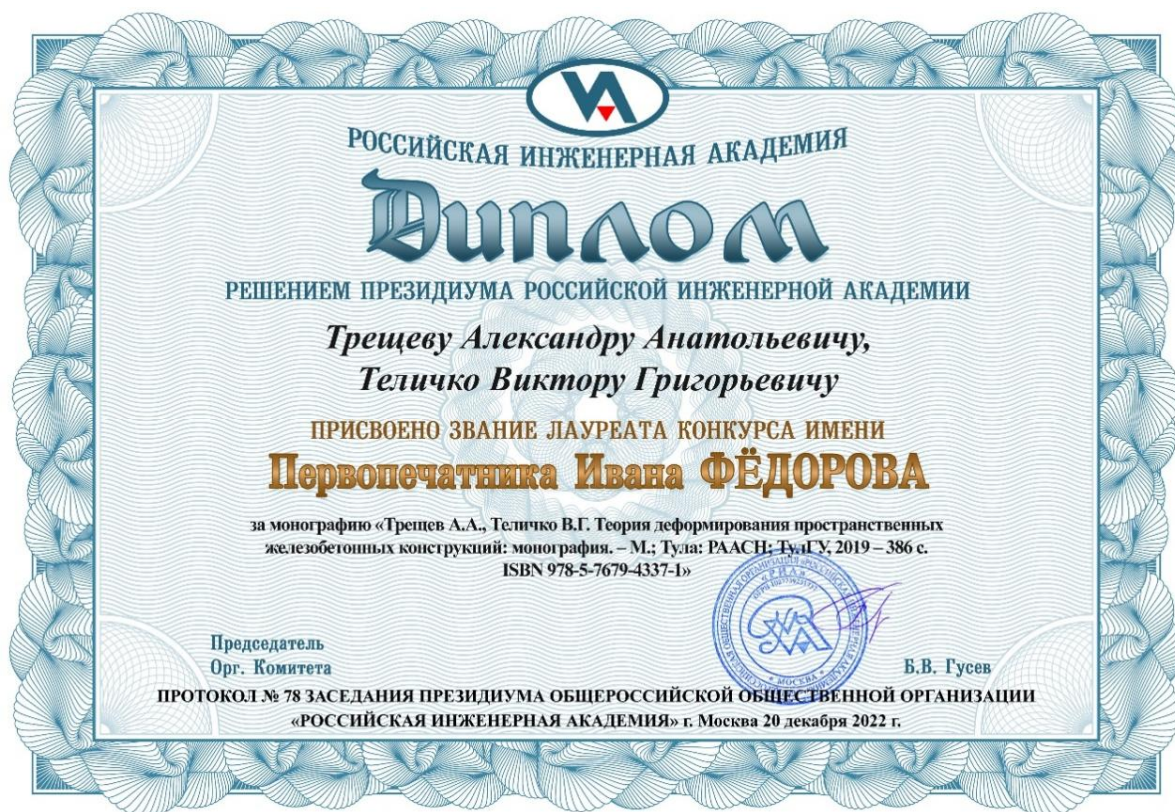 РОССИЙСКАЯ ИНЖЕНЕРНАЯ АКАДЕМИЯ
Диплом
РЕШЕНИЕМ ПРЕЗИДИУМА РОССИЙСКОЙ ИНЖЕНЕРНОЙ АКАДЕМИИ
Трещеву Александру Анатольевичу,
Теличко Виктору Григорьевичу
ПРИСВОЕНО ЗВАНИЕ ЛАУРЕАТА КОНКУРСА ИМЕНИ
Первопечатника Ивана ФЁДОРОВА
за монографию «Трещев А.А., Теличко В.Г. Теория деформирования пространственных
железобетонных конструкций: монография. – М.; Тула: РААСН; ТулГУ, 2019 – 386 с.
ISBN 978-5-7679-4337-1»
«РИА»
МОСКВА
Председатель
Орг. Комитета
Б.В. Гусев
ПРОТОКОЛ № 78 ЗАСЕДАНИЯ ПРЕЗИДИУМА ОБЩЕРОССИЙСКОЙ ОБЩЕСТВЕННОЙ ОРГАНИЗАЦИИ
«РОССИЙСКАЯ ИНЖЕНЕРНАЯ АКАДЕМИЯ» г. Москва 20 декабря 2022 г.